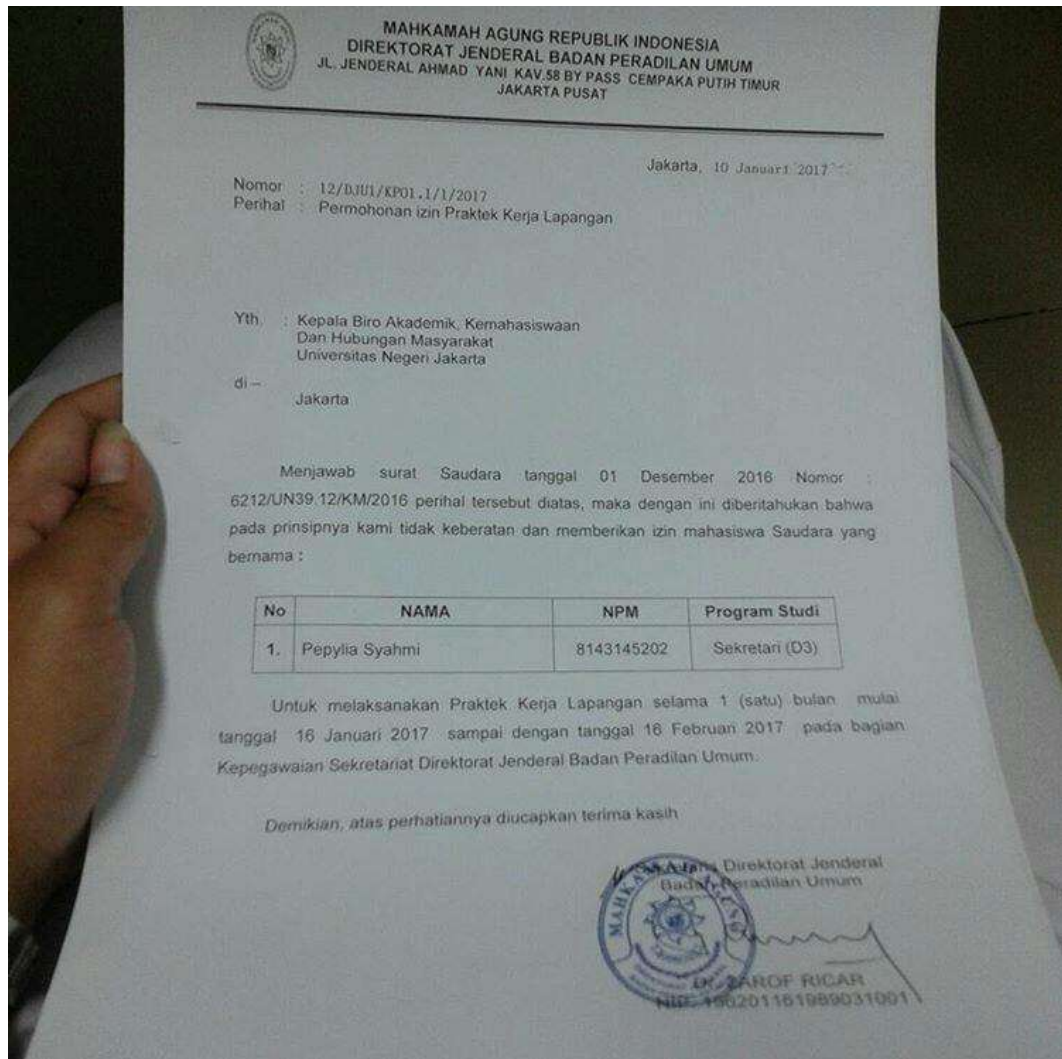 MAHKAMAH AGUNG REPUBLIK INDONESIA
DIREKTORAT JENDERAL BADAN PERADILAN UMUM
JL. JENDERAL AHMAD YANI KAV.58 BY PASS CEMPAKA PUTIH TIMUR
JAKARTA PUSAT
Jakarta, 10 Januari 2017
Nomor : 12/DJU1/KP01.1/1/2017
Perihal : Permohonan izin Praktek Kerja Lapangan
Yth. : Kepala Biro Akademik, Kemahasiswaan
Dan Hubungan Masyarakat
Universitas Negeri Jakarta
di –
Jakarta
Menjawab surat Saudara tanggal 01 Desember 2016 Nomor :
6212/UN39.12/KM/2016 perihal tersebut diatas, maka dengan ini diberitahukan bahwa
pada prinsipnya kami tidak keberatan dan memberikan izin mahasiswa Saudara yang
bernama :
No NAMA NPM Program Studi
1. Pepylia Syahmi 8143145202 Sekretari (D3)
Untuk melaksanakan Praktek Kerja Lapangan selama 1 (satu) bulan mulai
tanggal 16 Januari 2017 sampai dengan tanggal 16 Februari 2017 pada bagian
Kepegawaian Sekretariat Direktorat Jenderal Badan Peradilan Umum.
Demikian, atas perhatiannya diucapkan terima kasih
Direktorat Jenderal
Badan Peradilan Umum
MAHKAMAH AGUNG
ZAROF RICAR
NIP.